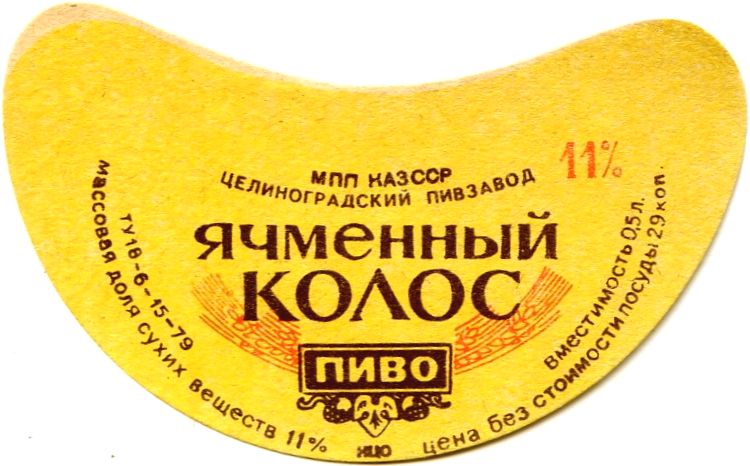 МПП КАЗССР
ЦЕЛИНОГРАДСКИЙ ПИВЗАВОД
11%
ячменный
КОЛОС
ПИВО
ТУ18-6-15-79
массовая доля сухих веществ 11%
НЦО
вместимость 0,5 л.
цена без стоимости посуды 29 коп.